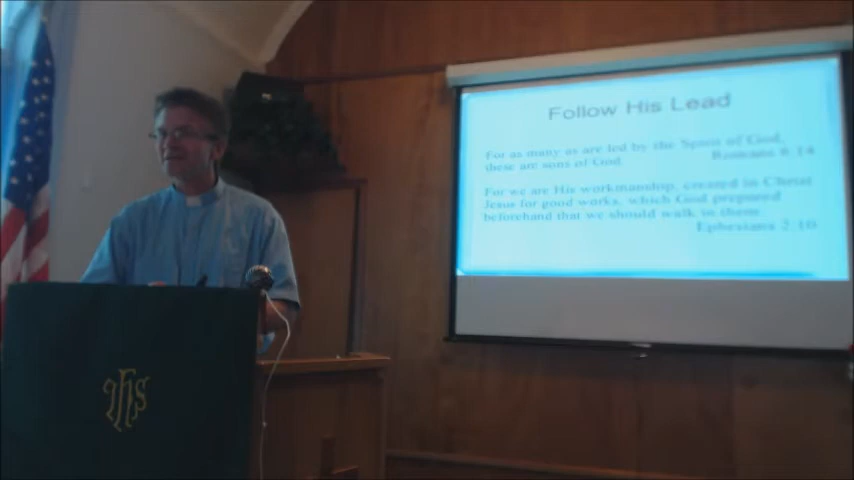 Follow His Lead
For as many as are led by the Spirit of God,
these are sons of God. Romans 8:14
For we are His workmanship, created in Christ
Jesus for good works, which God prepared
beforehand that we should walk in them.
Ephesians 2:10
IHS